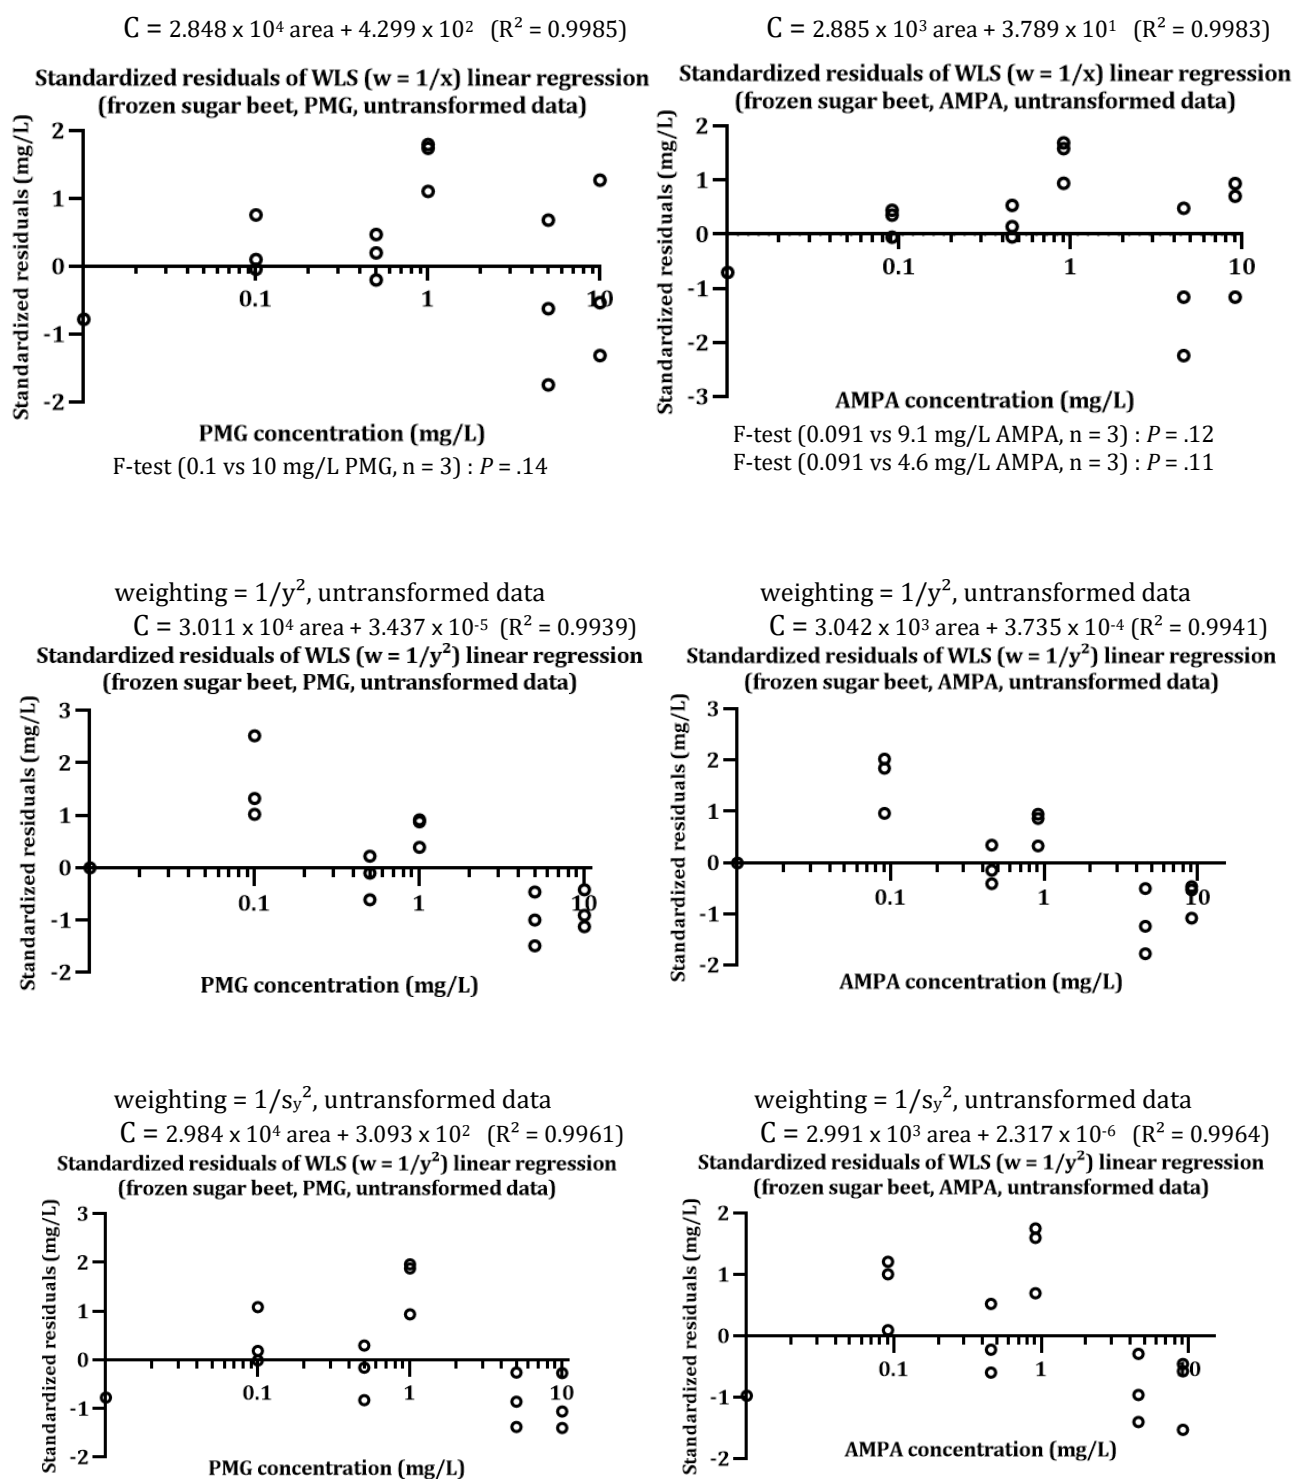 C = 2.848 x 10⁴ area + 4.299 x 10² (R² = 0.9985)
Standardized residuals of WLS (w = 1/x) linear regression
(frozen sugar beet, PMG, untransformed data)
Standardized residuals (mg/L)
2
1
0
-1
-2
0.1
1
10
PMG concentration (mg/L)
F-test (0.1 vs 10 mg/L PMG, n = 3) : P = .14
C = 2.885 x 10³ area + 3.789 x 10¹ (R² = 0.9983)
Standardized residuals of WLS (w = 1/x) linear regression
(frozen sugar beet, AMPA, untransformed data)
Standardized residuals (mg/L)
2
1
0
-1
-2
-3
0.1
1
10
AMPA concentration (mg/L)
F-test (0.091 vs 9.1 mg/L AMPA, n = 3) : P = .12
F-test (0.091 vs 4.6 mg/L AMPA, n = 3) : P = .11
weighting = 1/y², untransformed data
C = 3.011 x 10⁴ area + 3.437 x 10⁻⁵ (R² = 0.9939)
Standardized residuals of WLS (w = 1/y²) linear regression
(frozen sugar beet, PMG, untransformed data)
Standardized residuals (mg/L)
3
2
1
0
-1
-2
0.1
1
10
PMG concentration (mg/L)
weighting = 1/y², untransformed data
C = 3.042 x 10³ area + 3.735 x 10⁻⁴ (R² = 0.9941)
Standardized residuals of WLS (w = 1/y²) linear regression
(frozen sugar beet, AMPA, untransformed data)
Standardized residuals (mg/L)
3
2
1
0
-1
-2
0.1
1
10
AMPA concentration (mg/L)
weighting = 1/sy², untransformed data
C = 2.984 x 10⁴ area + 3.093 x 10² (R² = 0.9961)
Standardized residuals of WLS (w = 1/y²) linear regression
(frozen sugar beet, PMG, untransformed data)
Standardized residuals (mg/L)
3
2
1
0
-1
-2
0.1
1
10
PMG concentration (mg/L)
weighting = 1/sy², untransformed data
C = 2.991 x 10³ area + 2.317 x 10⁻⁶ (R² = 0.9964)
Standardized residuals of WLS (w = 1/y²) linear regression
(frozen sugar beet, AMPA, untransformed data)
Standardized residuals (mg/L)
2
1
0
-1
-2
0.1
1
10
AMPA concentration (mg/L)